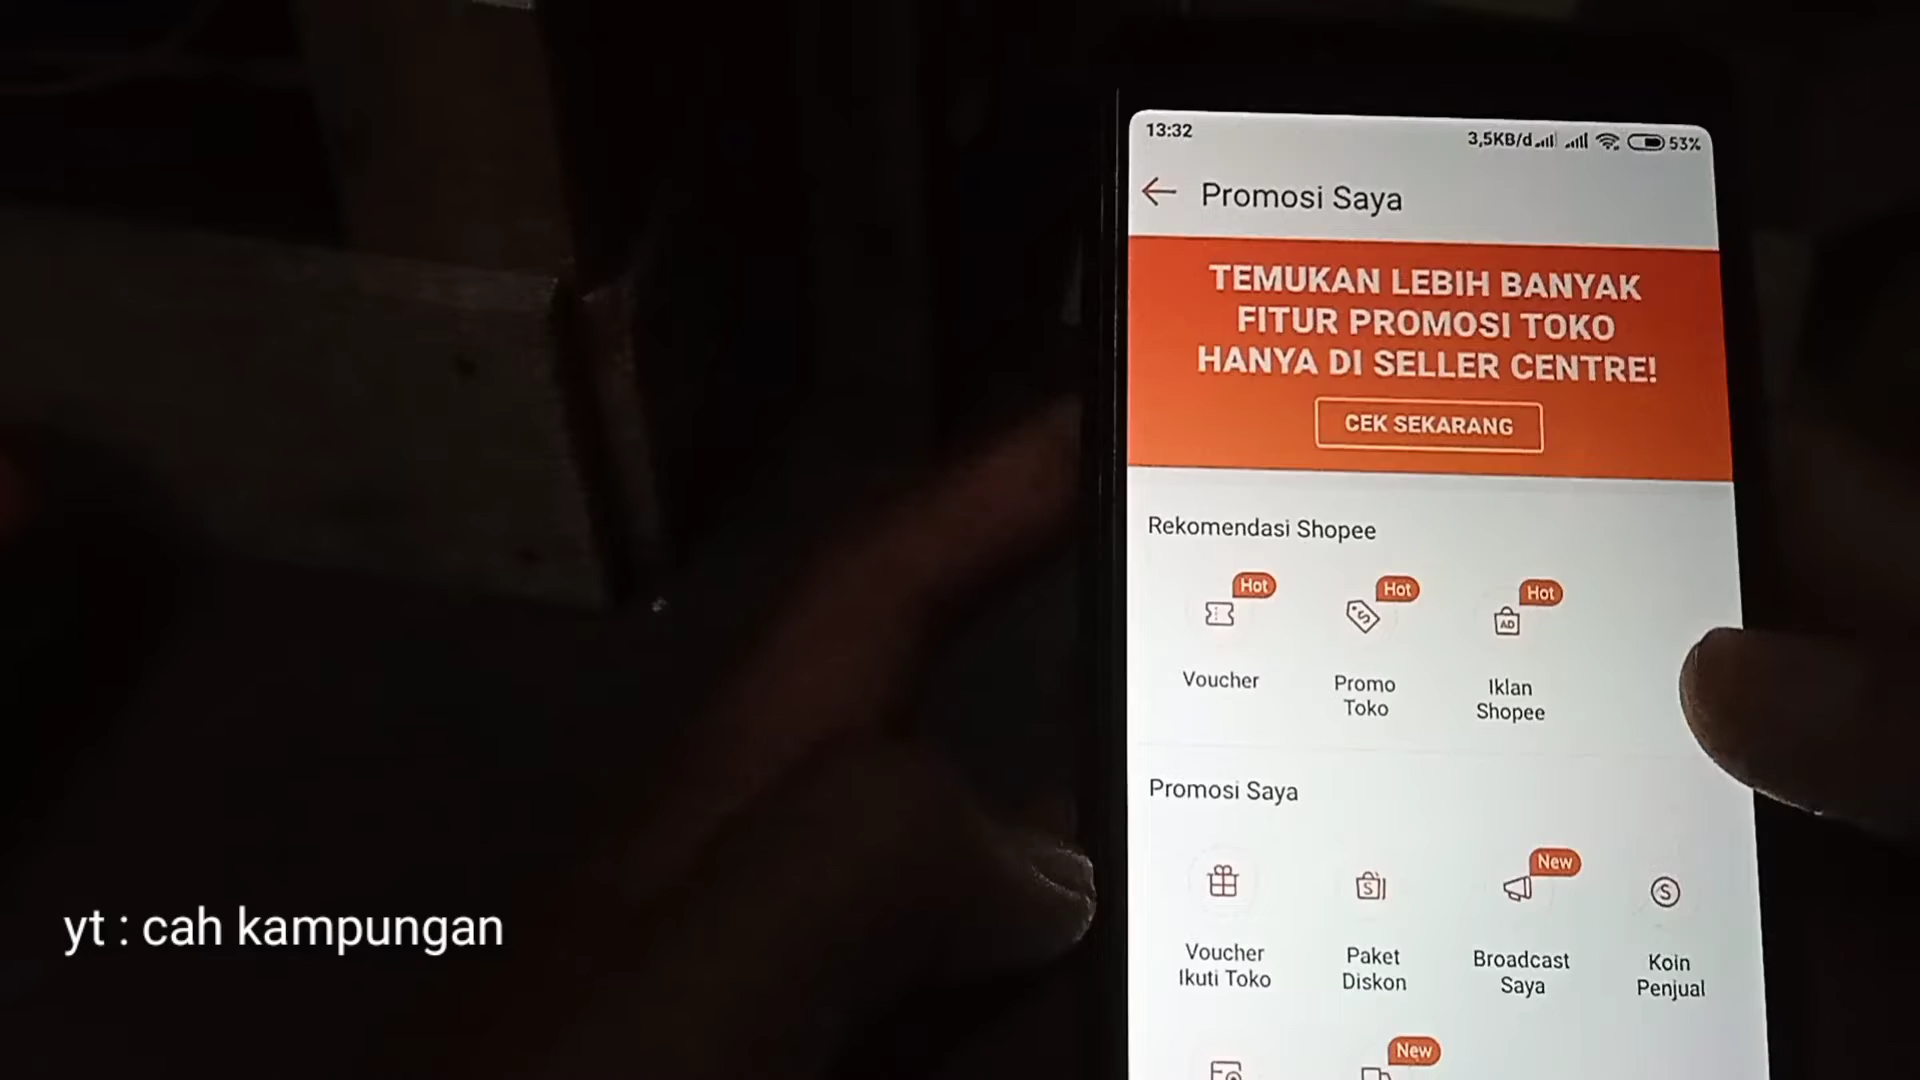 13:32
3,5KB/d
53%
Promosi Saya
TEMUKAN LEBIH BANYAK
FITUR PROMOSI TOKO
HANYA DI SELLER CENTRE!
CEK SEKARANG
Rekomendasi Shopee
Hot
Hot
Hot
AD
Voucher
Promo
Toko
Iklan
Shopee
Promosi Saya
New
Voucher
Ikuti Toko
Paket
Diskon
Broadcast
Saya
Koin
Penjual
New
yt : cah kampungan